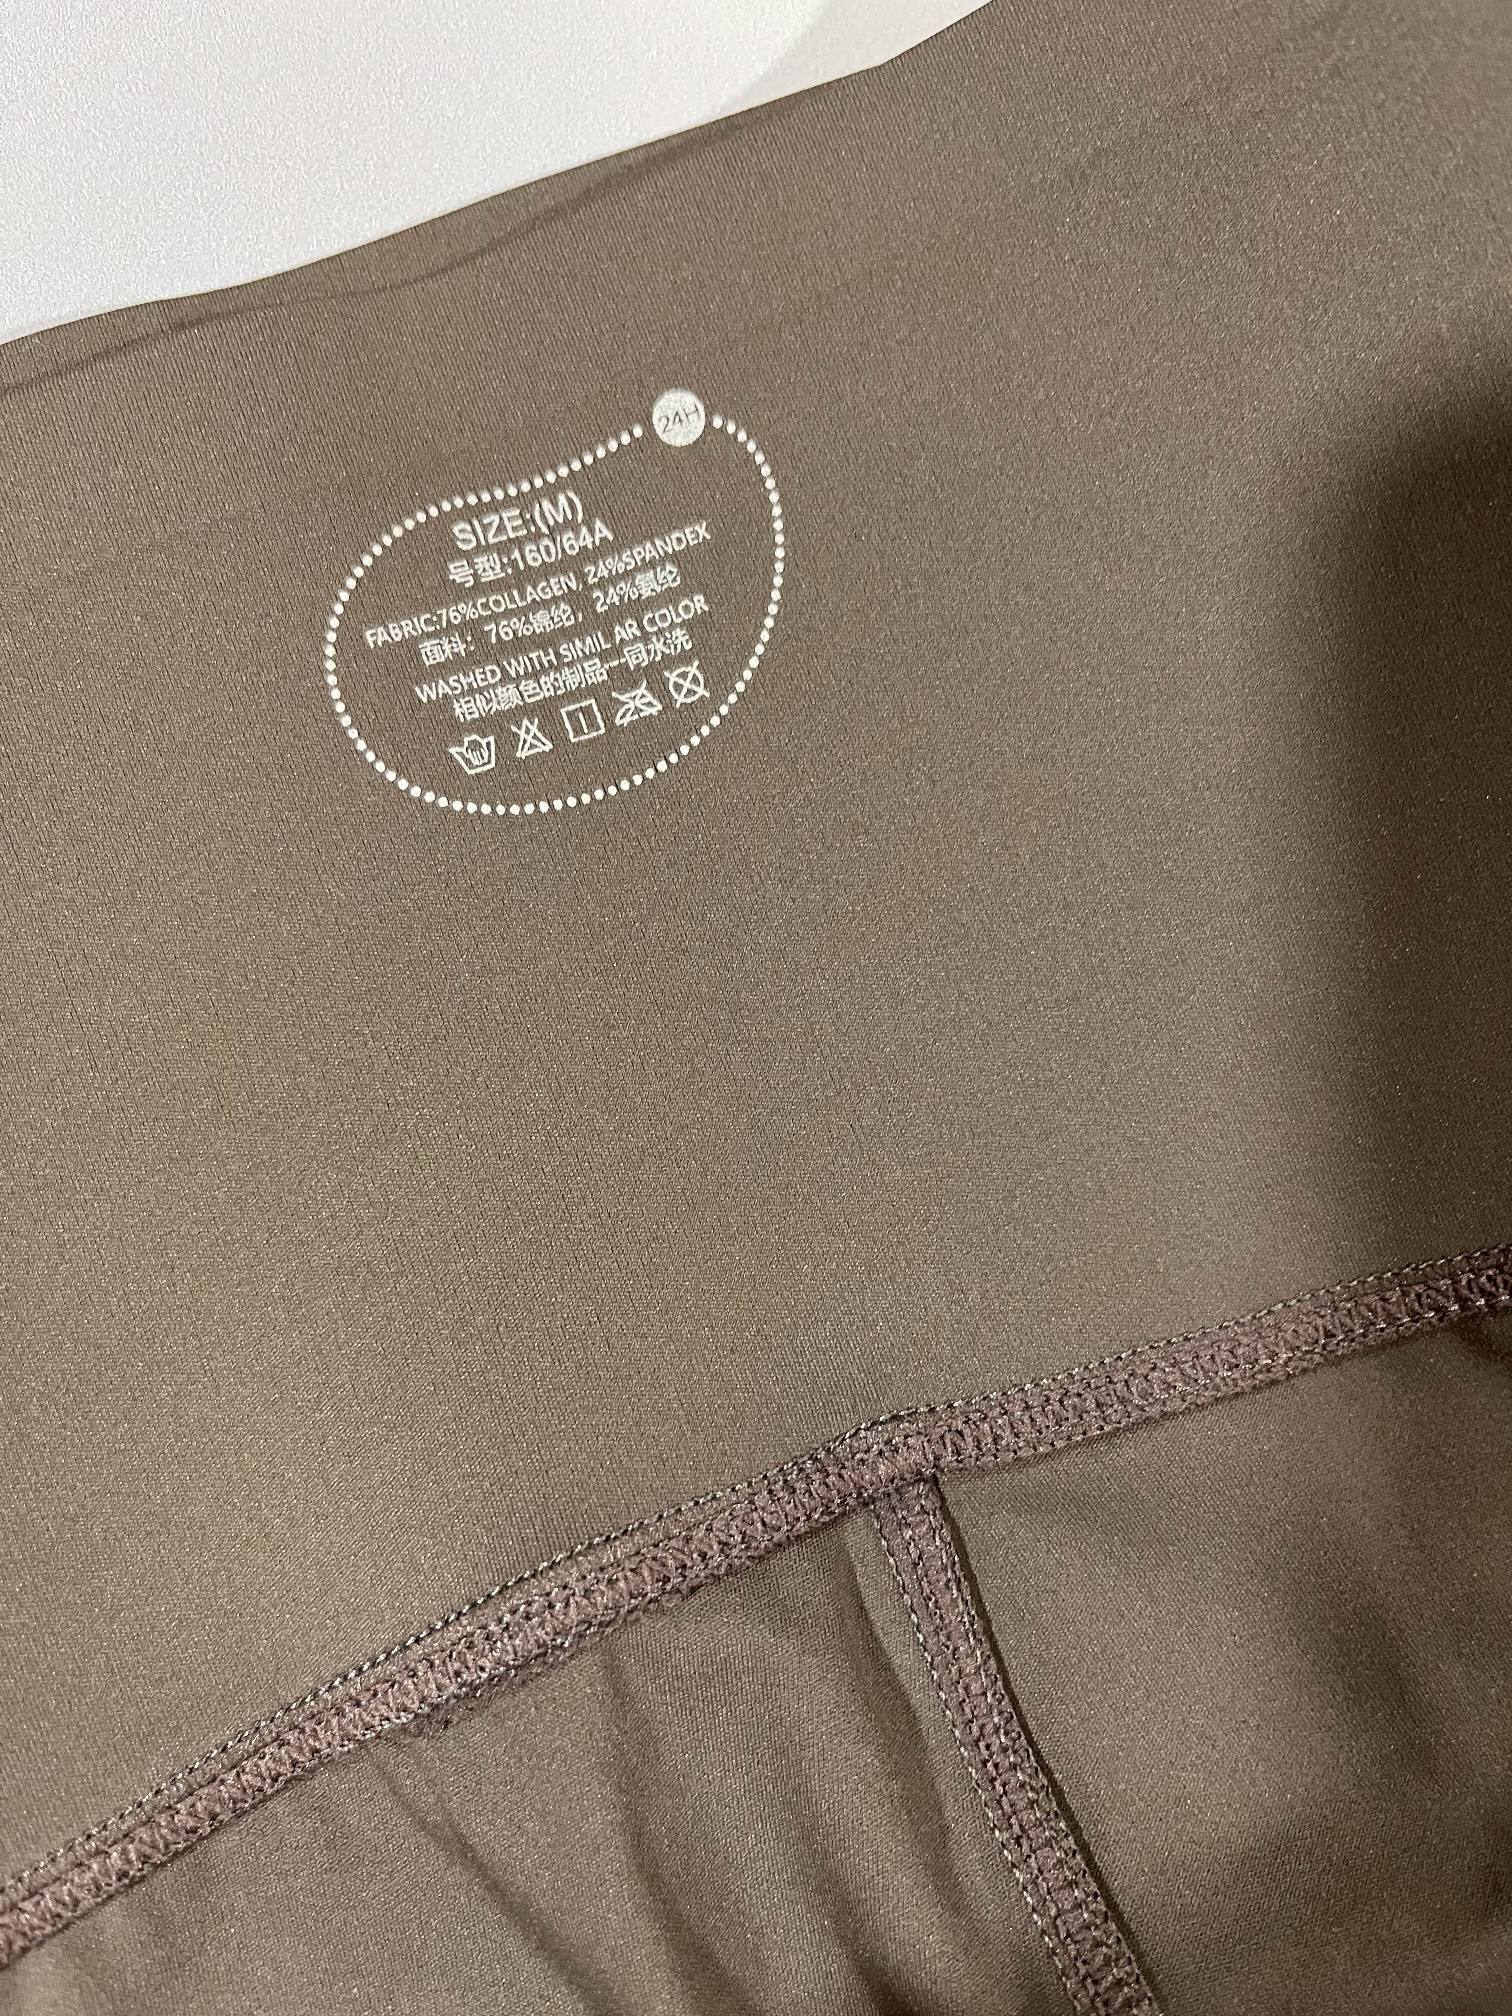 24H
SIZE:(M)
号型:160/64A
FABRIC:76%COLLAGEN, 24%SPANDEX
面料：76%锦纶，24%氨纶
WASHED WITH SIMILAR COLOR
相似颜色的制品一同水洗